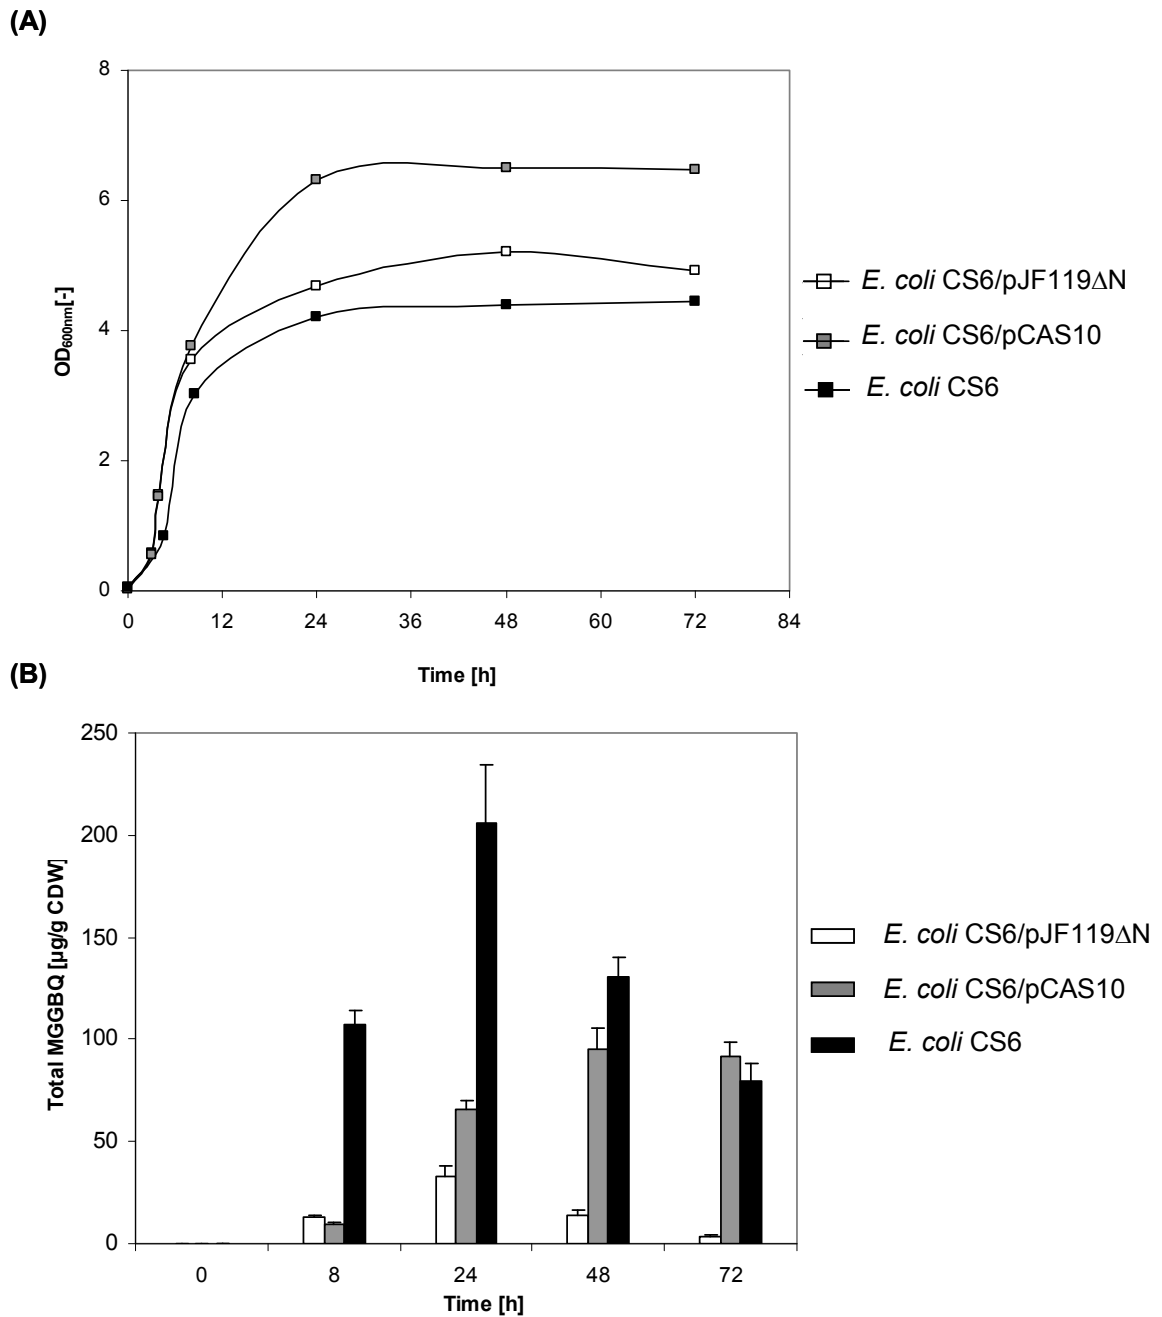 (A)
8
6
4
2
0
OD600nm[-]
0 12 24 36 48 60 72 84
Time [h]
E. coli CS6/pJF119ΔN
E. coli CS6/pCAS10
E. coli CS6
(B)
250
200
150
100
50
0
Total MGGBQ [µg/g CDW]
0 8 24 48 72
Time [h]
E. coli CS6/pJF119ΔN
E. coli CS6/pCAS10
E. coli CS6